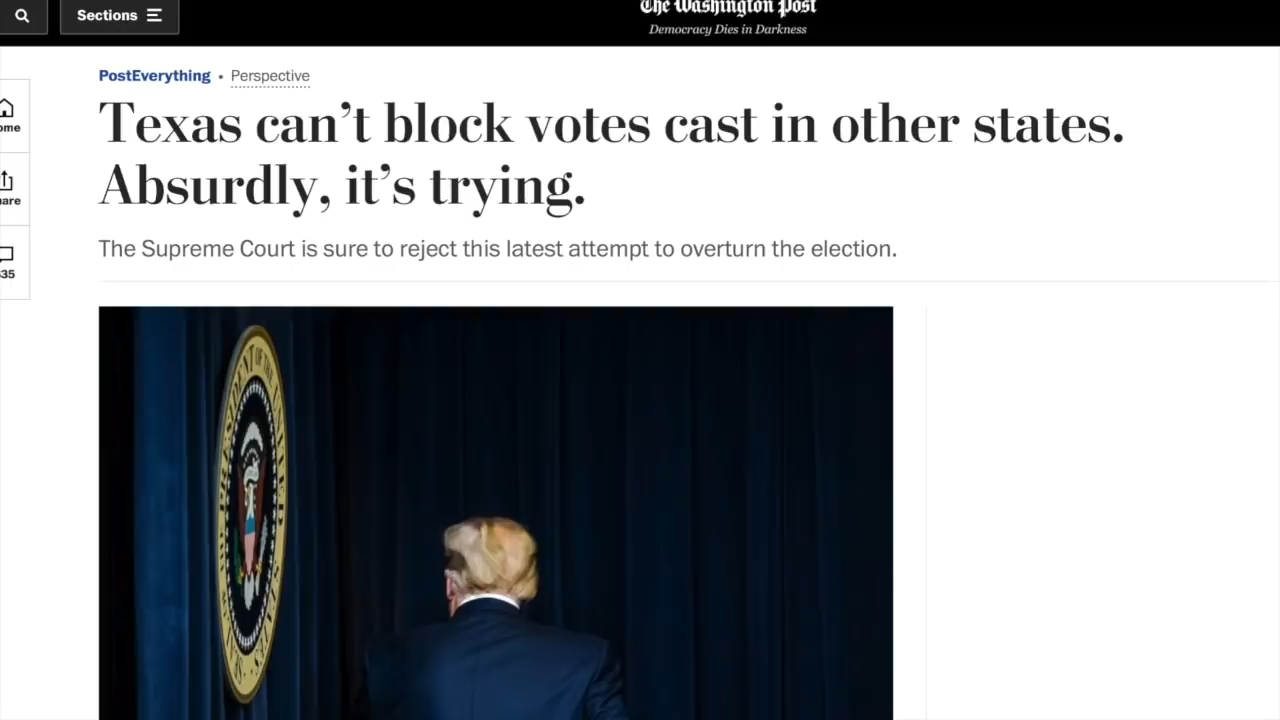 Sections
The Washington Post
Democracy Dies in Darkness
PostEverything • Perspective
ome
Texas can’t block votes cast in other states.
Absurdly, it’s trying.
are
The Supreme Court is sure to reject this latest attempt to overturn the election.
35